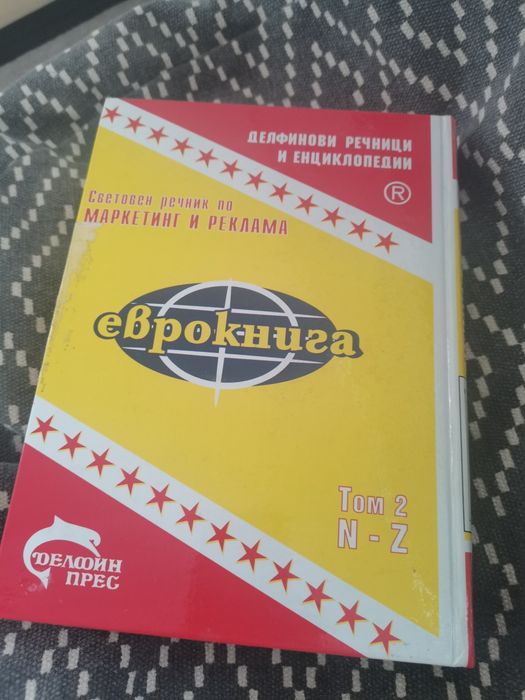 ДЕЛФИНОВИ РЕЧНИЦИ
И ЕНЦИКЛОПЕДИИ
®
Световен речник по
МАРКЕТИНГ И РЕКЛАМА
еврокнига
Том 2
N - Z
ДЕЛФИН
ПРЕС